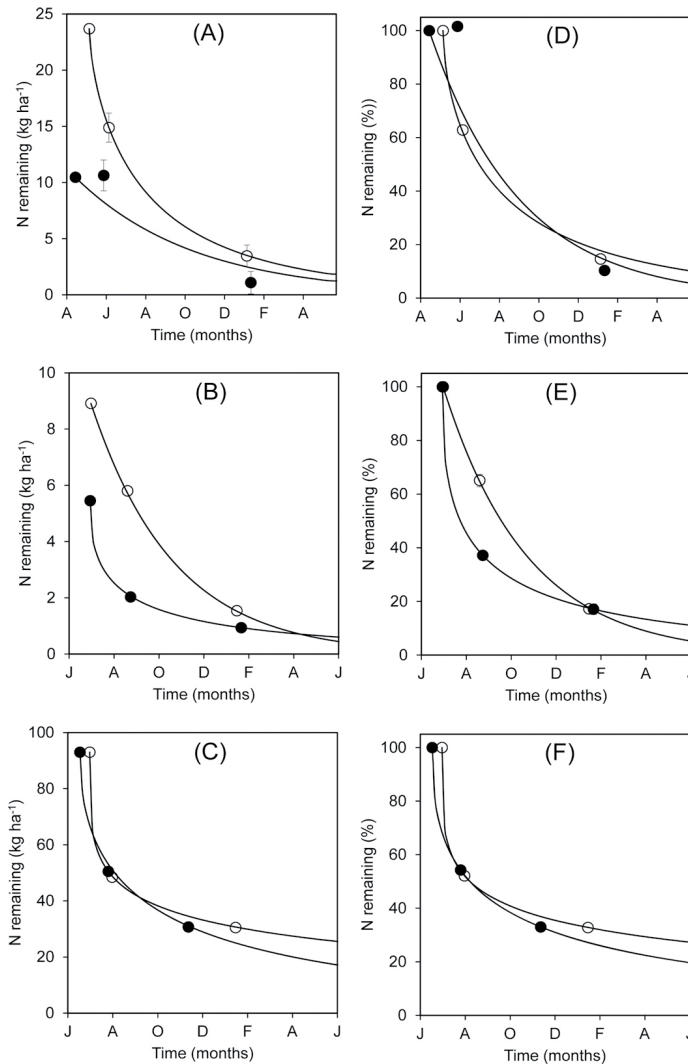 (A)
25
20
15
10
5
0
N remaining (kg ha-1)
A J A O D F A
Time (months)
(D)
100
80
60
40
20
0
N remaining (%))
A J O D F A
Time (months)
(B)
10
8
6
4
2
0
N remaining (kg ha-1)
J A O D F A J
Time (months)
(E)
100
80
60
40
20
0
N remaining (%)
J A O D F A J
Time (months)
(C)
100
80
60
40
20
0
N remaining (kg ha-1)
J A O D F A J
Time (months)
(F)
100
80
60
40
20
0
N remaining (%)
J A O D F A J
Time (months)